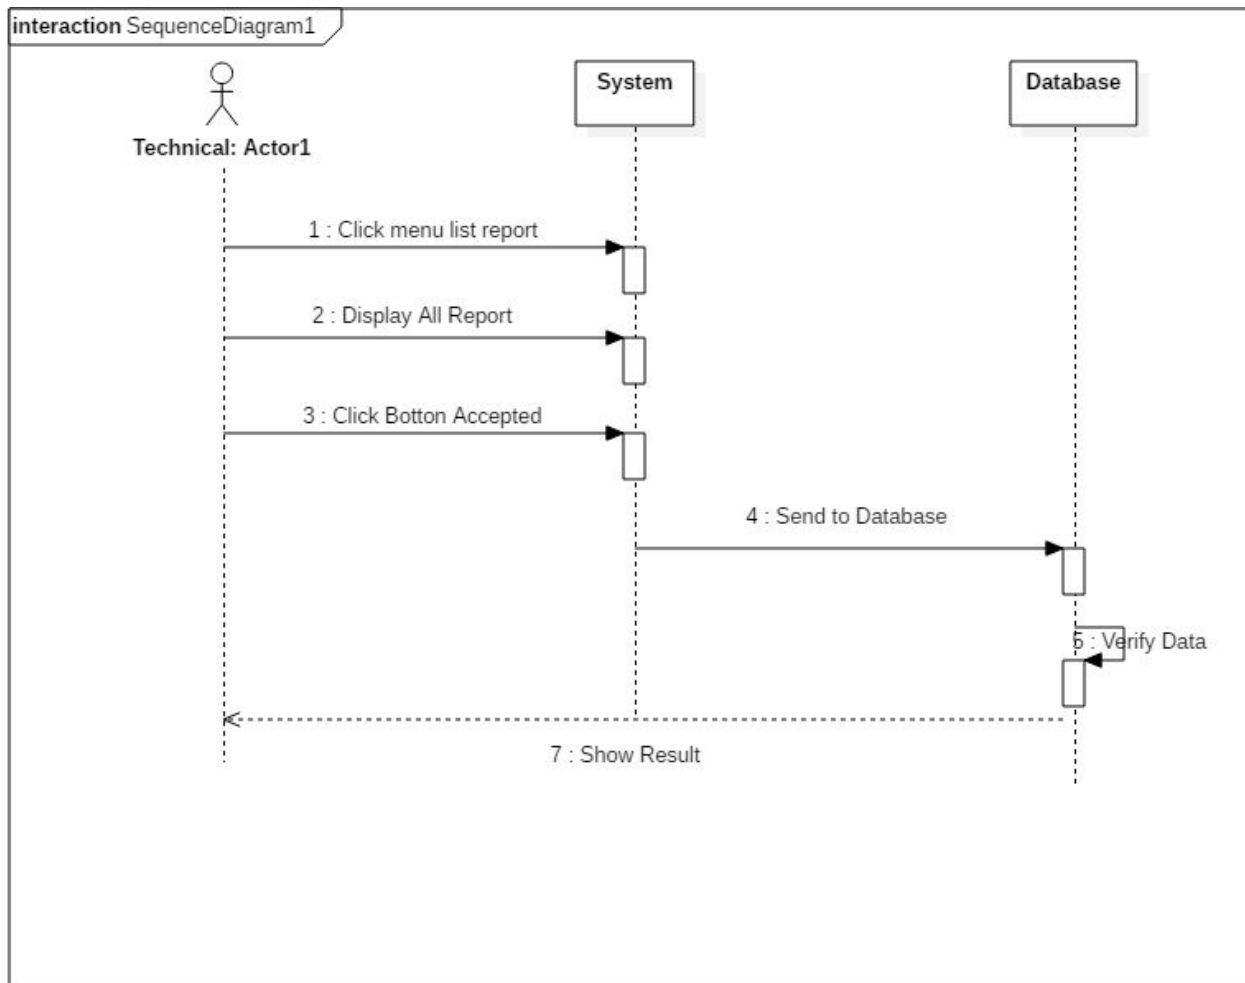 interaction SequenceDiagram1
System
Database
Technical: Actor1
1 : Click menu list report
2 : Display All Report
3 : Click Botton Accepted
4 : Send to Database
5 : Verify Data
7 : Show Result